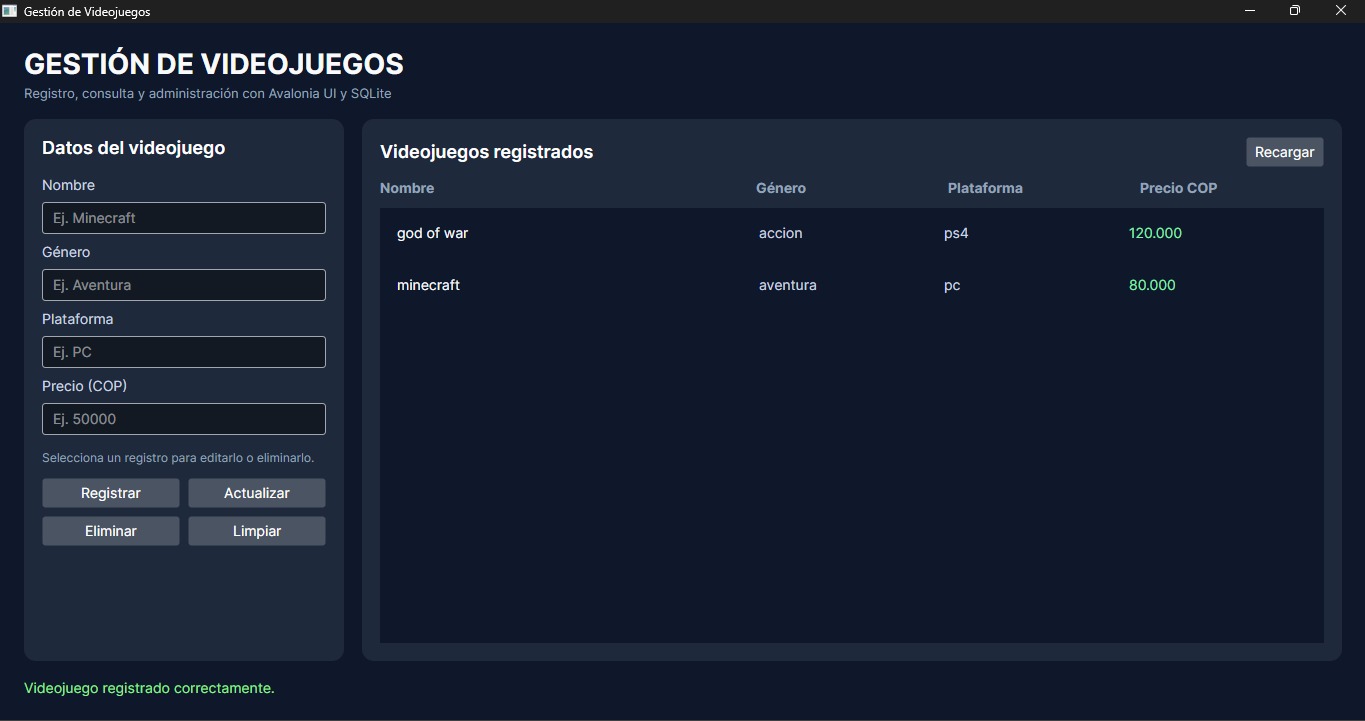 Gestión de Videojuegos
GESTIÓN DE VIDEOJUEGOS
Registro, consulta y administración con Avalonia UI y SQLite
Datos del videojuego
Nombre
Ej. Minecraft
Género
Ej. Aventura
Plataforma
Ej. PC
Precio (COP)
Ej. 50000
Selecciona un registro para editarlo o eliminarlo.
Registrar Actualizar
Eliminar Limpiar
Videojuegos registrados Recargar
Nombre Género Plataforma Precio COP
god of war accion ps4 120.000
minecraft aventura pc 80.000
Videojuego registrado correctamente.